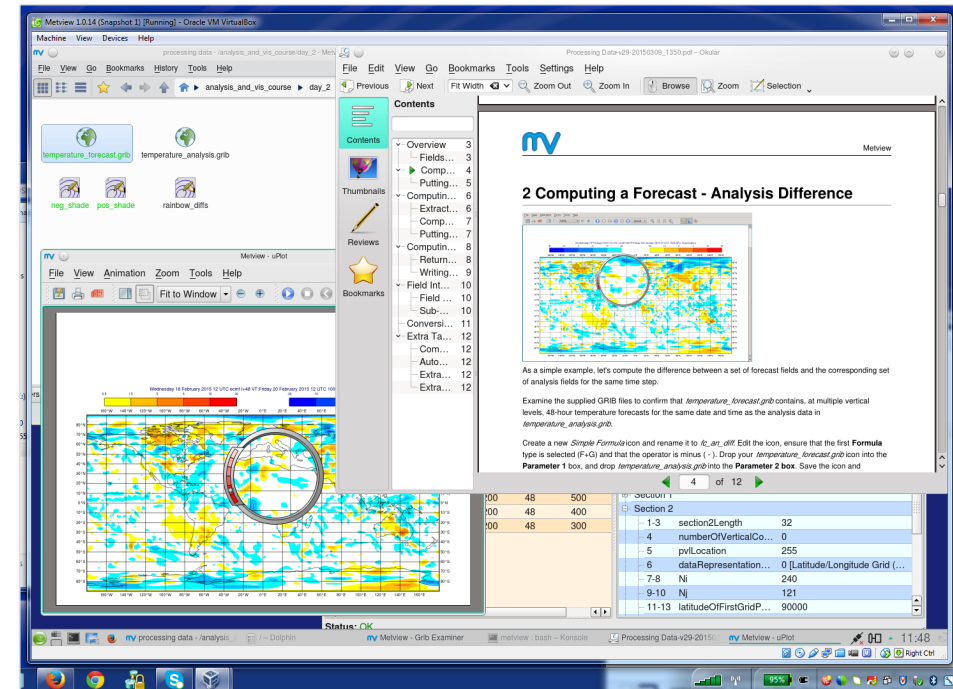 Metview 1.0.14 (Snapshot 1) [Running] - Oracle VM VirtualBox
Machine View Devices Help
processing data - /analysis_and_vis_course/day_2 - Met
File View Go Bookmarks History Tools Help
analysis_and_vis_course day_2
temperature_forecast.grib temperature_analysis.grib
neg_shade pos_shade rainbow_diffs
Processing Data-v29-20150309_1350.pdf – Okular
File Edit View Go Bookmarks Tools Settings Help
Previous Next Fit Width Zoom Out Zoom In Browse Zoom Selection
Contents
Thumbnails
Reviews
Bookmarks
Contents
Overview 3
Fields... 3
Comp... 4
Putting... 5
Computin... 6
Extract... 6
Comp... 7
Putting... 7
Computin... 8
Return... 8
Writing... 9
Field Int... 10
Field ... 10
Sub-... 10
Conversi... 11
Extra Ta... 12
Com... 12
Auto... 12
Extra... 12
Extra... 12
Metview
2 Computing a Forecast - Analysis Difference
As a simple example, let's compute the difference between a set of forecast fields and the corresponding set
of analysis fields for the same time step.
Examine the supplied GRIB files to confirm that temperature_forecast.grib contains, at multiple vertical
levels, 48-hour temperature forecasts for the same date and time as the analysis data in
temperature_analysis.grib.
Create a new Simple Formula icon and rename it to fc_an_diff. Edit the icon, ensure that the first Formula
type is selected (F+G) and that the operator is minus ( - ). Drop your temperature_forecast.grib icon into the
Parameter 1 box, and drop temperature_analysis.grib into the Parameter 2 box. Save the icon and
4 of 12
Metview - uPlot
File View Animation Zoom Tools Help
Fit to Window
Wednesday 18 February 2015 12 UTC ecmf t+48 VT:Friday 20 February 2015 12 UTC
200 48 500
200 48 400
200 48 300
Section 1
Section 2
1-3 section2Length 32
4 numberOfVerticalCo... 0
5 pvlLocation 255
6 dataRepresentation... 0 [Latitude/Longitude Grid (...
7-8 Ni 240
9-10 Nj 121
11-13 latitudeOfFirstGridP... 90000
Status: OK
processing data - /analysis_ / – Dolphin Metview - Grib Examiner metview : bash – Konsole Processing Data-v29-20150 Metview - uPlot 11:48
Right Ctrl
95%